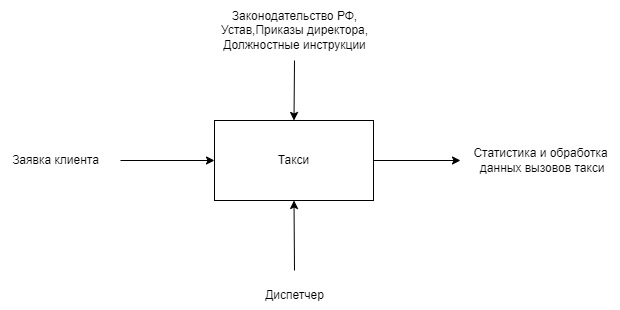 Законодательство РФ,
Устав,Приказы директора,
Должностные инструкции
Заявка клиента
Такси
Статистика и обработка
данных вызовов такси
Диспетчер